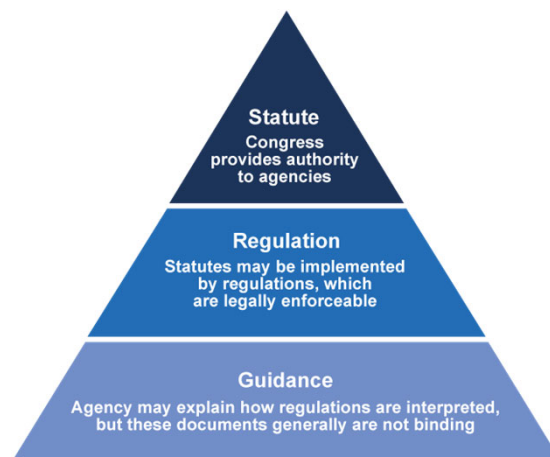 Statute
Congress
provides authority
to agencies
Regulation
Statutes may be implemented
by regulations, which
are legally enforceable
Guidance
Agency may explain how regulations are interpreted,
but these documents generally are not binding